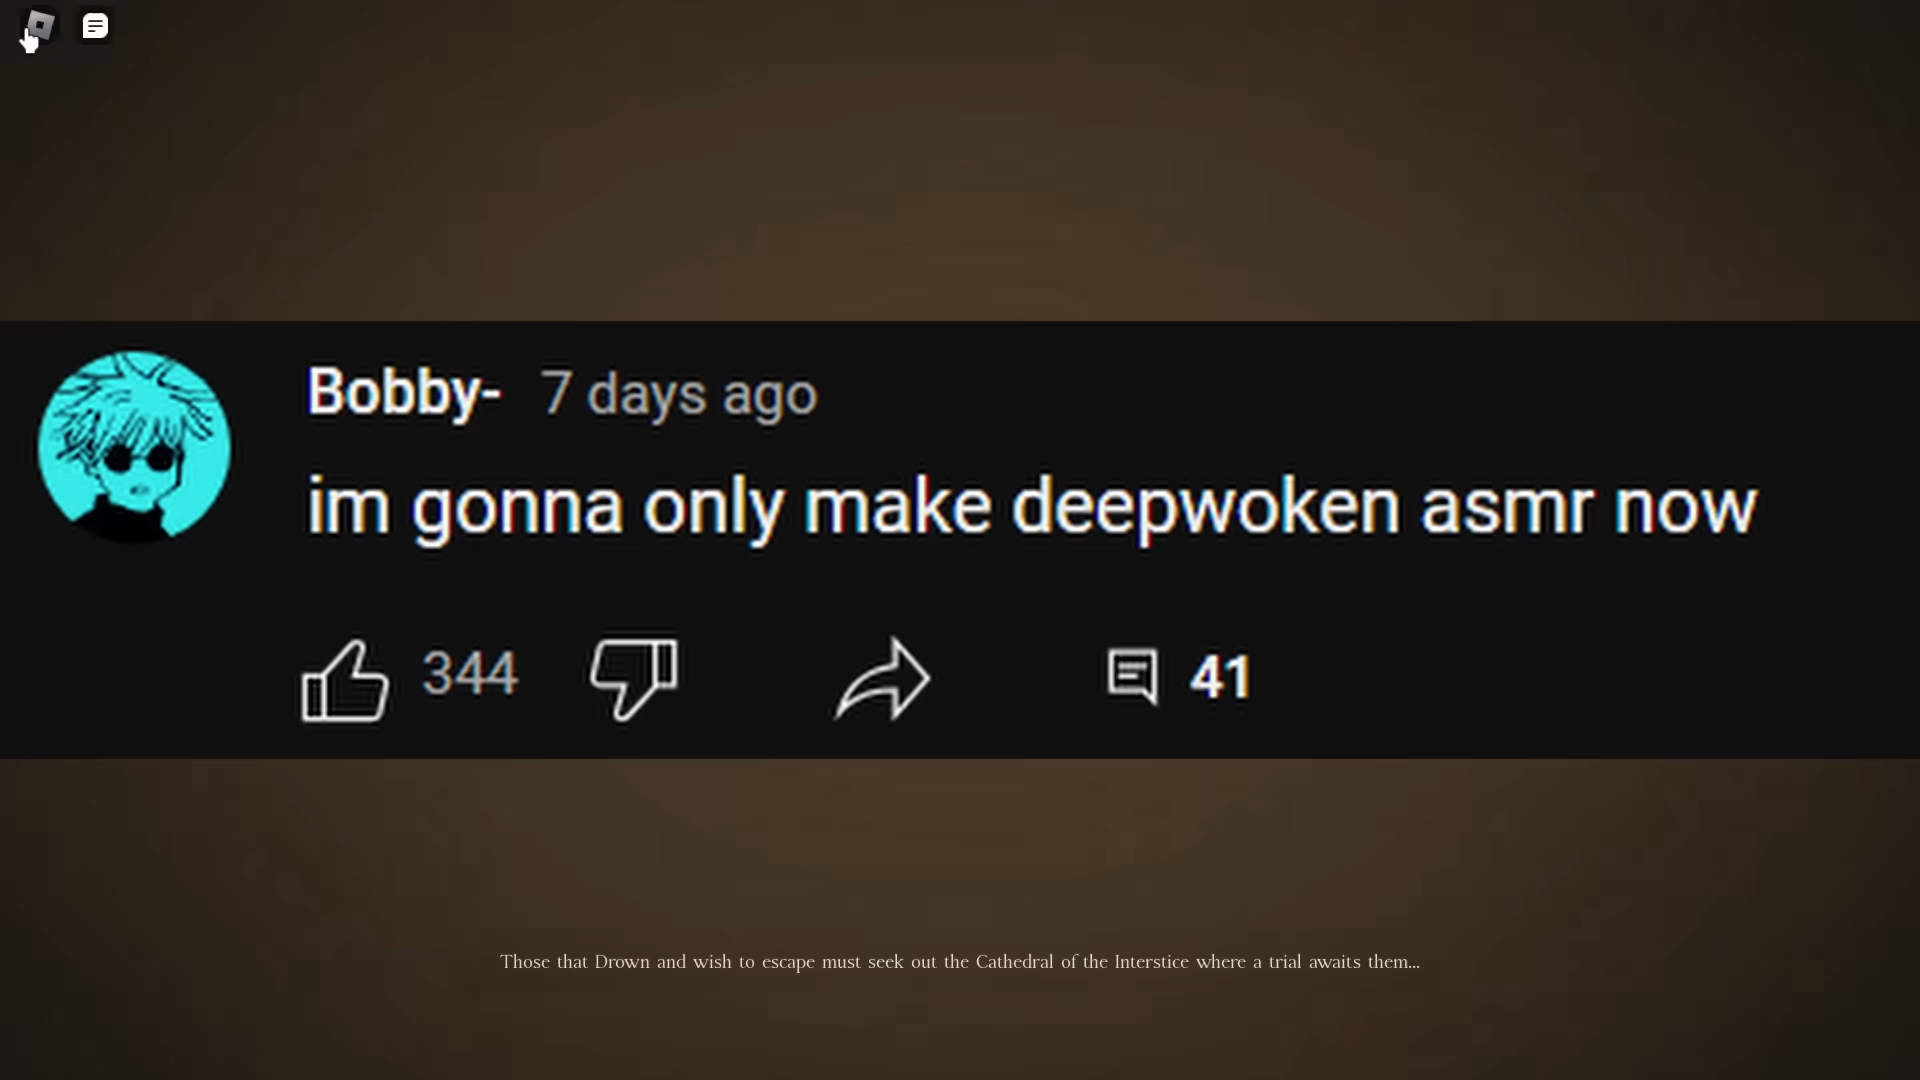 Bobby- 7 days ago
im gonna only make deepwoken asmr now
344 41
Those that Drown and wish to escape must seek out the Cathedral of the Interstice where a trial awaits them...